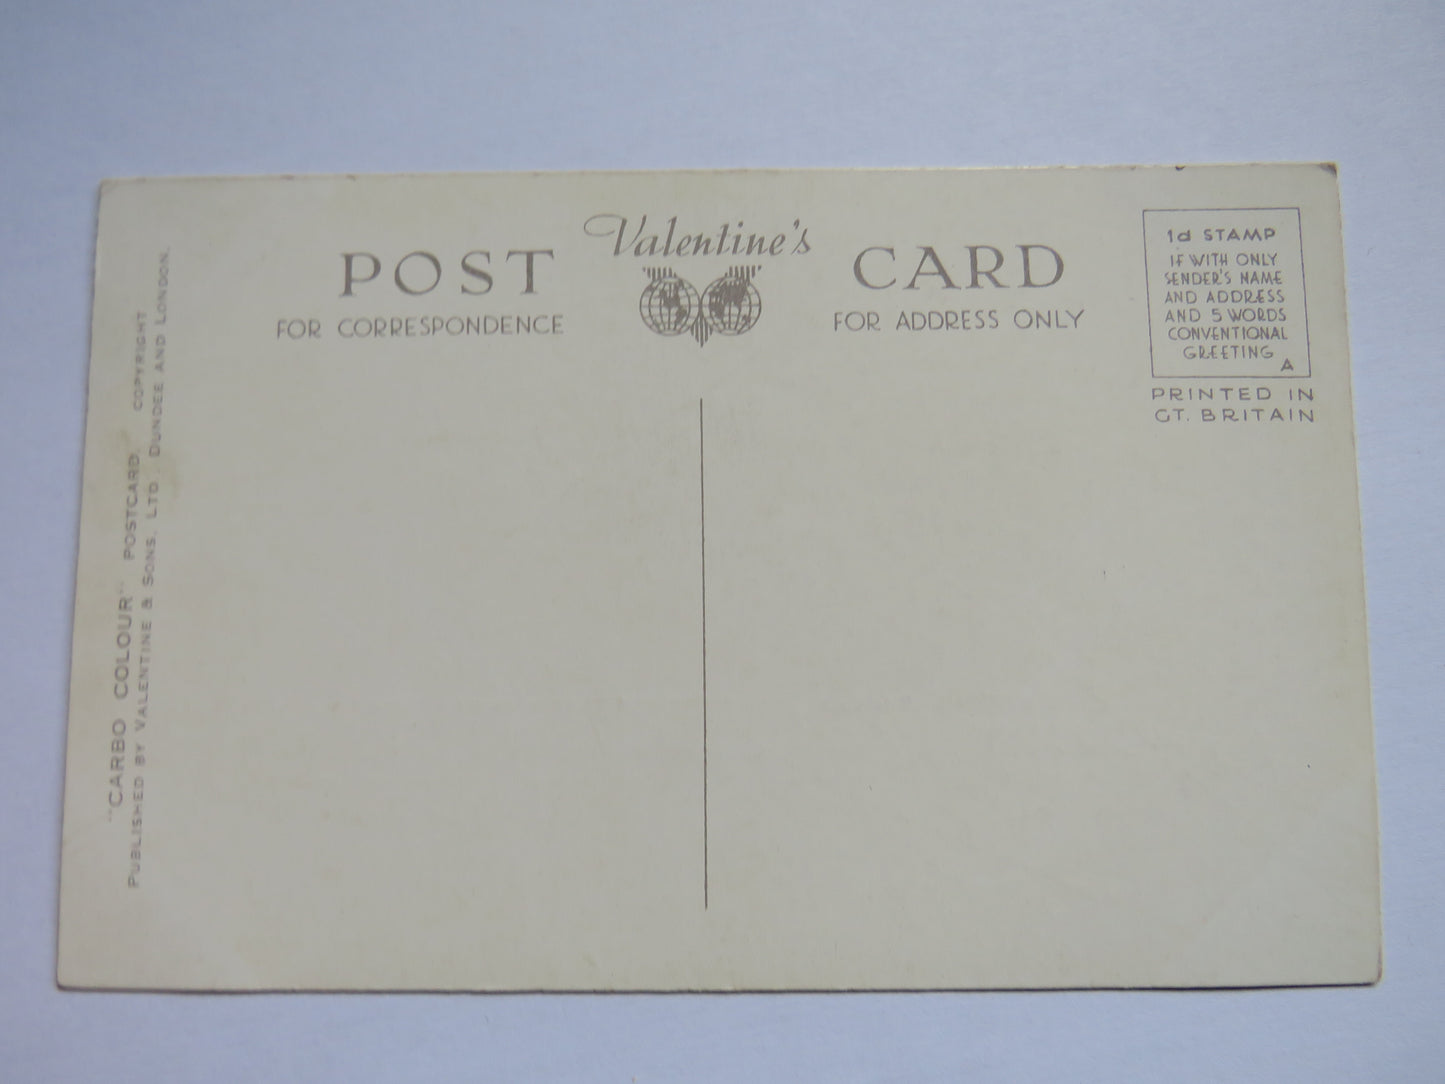 Valentine's
POST CARD
FOR CORRESPONDENCE
FOR ADDRESS ONLY
1d STAMP
IF WITH ONLY
SENDER'S NAME
AND ADDRESS
AND 5 WORDS
CONVENTIONAL
GREETING
A
PRINTED IN
GT. BRITAIN
"CARBO COLOUR" POSTCARD. COPYRIGHT
PUBLISHED BY VALENTINE & SONS, LTD., DUNDEE AND LONDON.